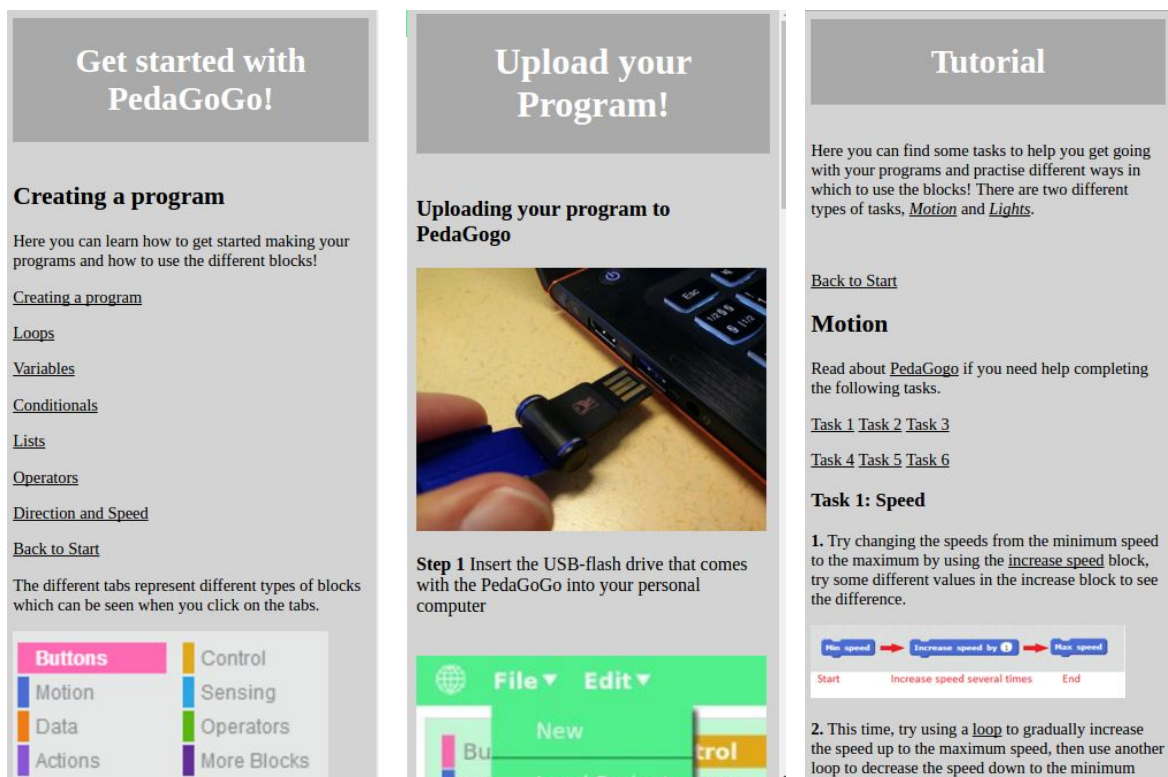 Get started with
PedaGoGo!
Creating a program
Here you can learn how to get started making your
programs and how to use the different blocks!
Creating a program
Loops
Variables
Conditionals
Lists
Operators
Direction and Speed
Back to Start
The different tabs represent different types of blocks
which can be seen when you click on the tabs.
Buttons Control
Motion Sensing
Data Operators
Actions More Blocks
Upload your
Program!
Uploading your program to
PedaGogo
Esc
Step 1 Insert the USB-flash drive that comes
with the PedaGoGo into your personal
computer
File Edit
New
Bu trol
Tutorial
Here you can find some tasks to help you get going
with your programs and practise different ways in
which to use the blocks! There are two different
types of tasks, Motion and Lights.
Back to Start
Motion
Read about PedaGogo if you need help completing
the following tasks.
Task 1 Task 2 Task 3
Task 4 Task 5 Task 6
Task 1: Speed
1. Try changing the speeds from the minimum speed
to the maximum by using the increase speed block,
try some different values in the increase block to see
the difference.
Min speed Increase speed by 1 Max speed
Start Increase speed several times End
2. This time, try using a loop to gradually increase
the speed up to the maximum speed, then use another
loop to decrease the speed down to the minimum